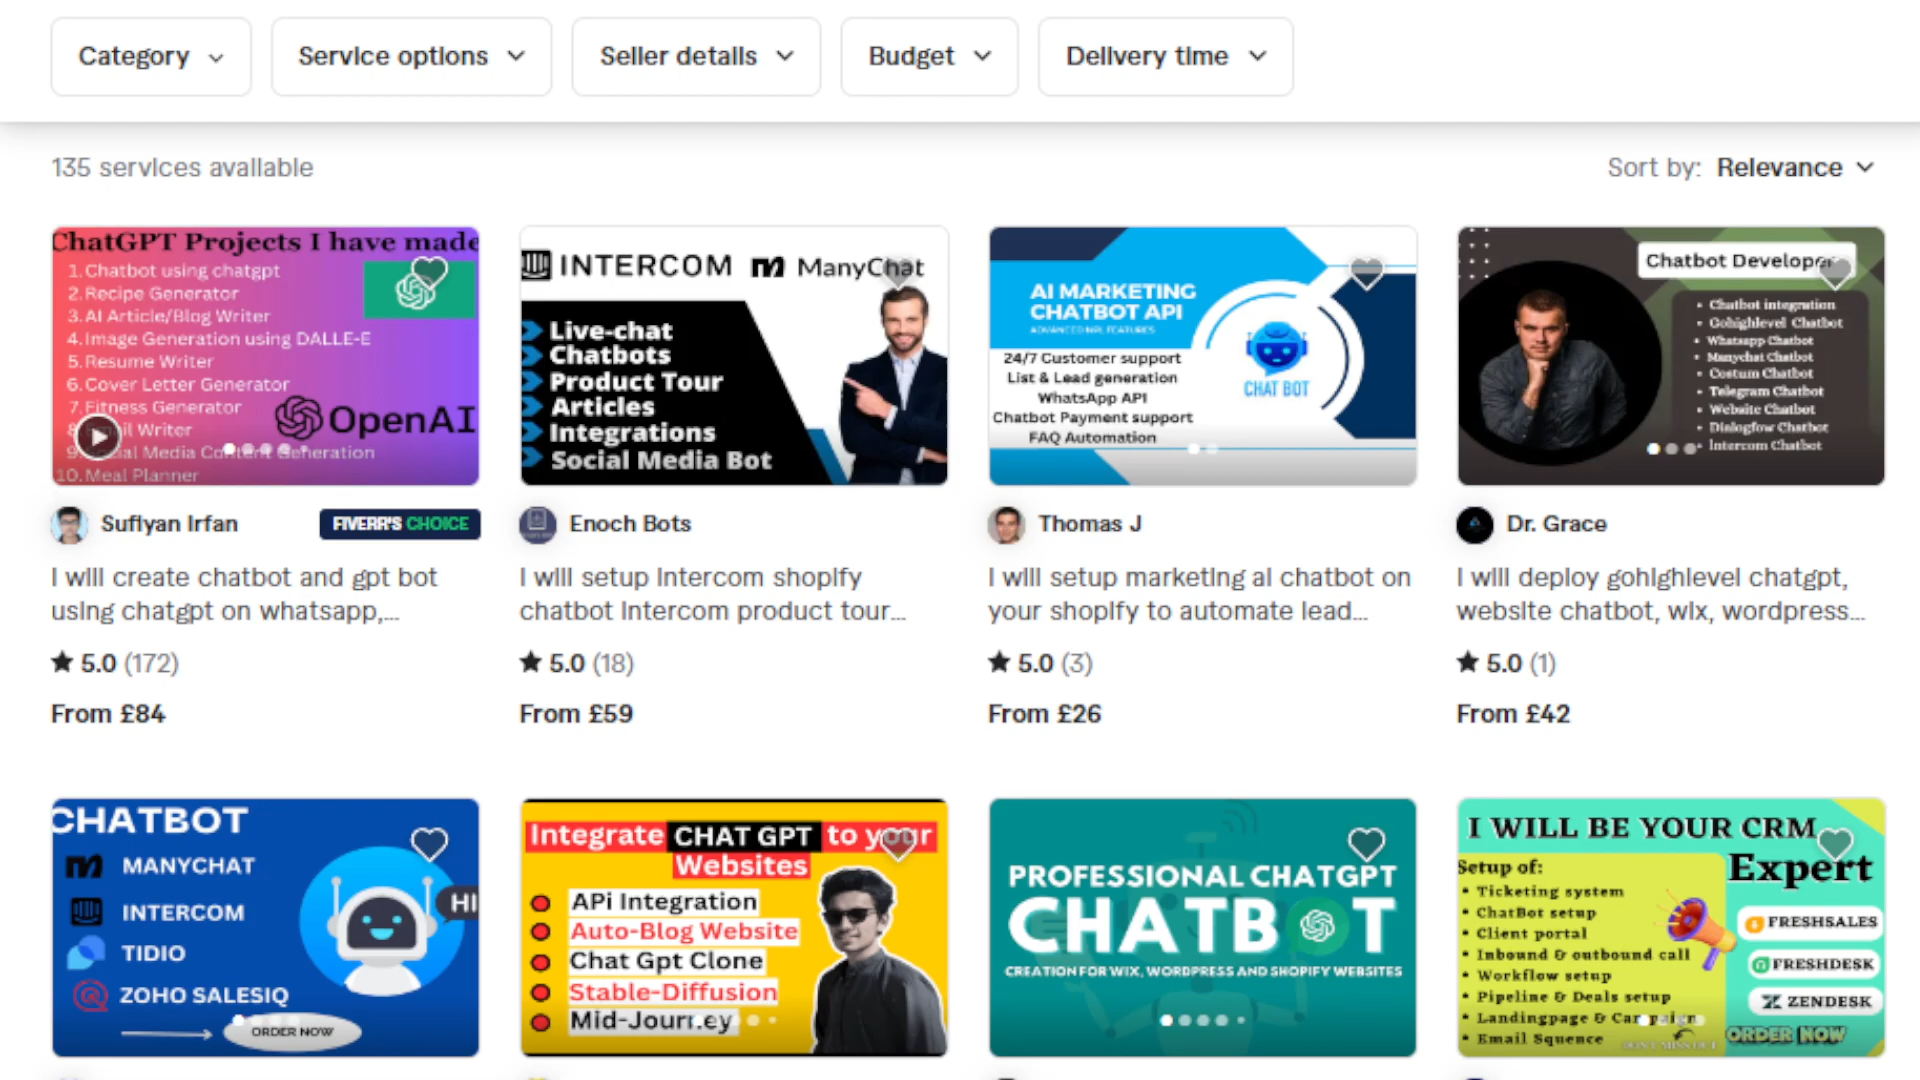 Category
Service options
Seller details
Budget
Delivery time
135 services available
Sort by: Relevance
ChatGPT Projects I have made
1. Chatbot using chatgpt
2. Recipe Generator
3. AI Article/Blog Writer
4. Image Generation using DALLE-E
5. Resume Writer
6. Cover Letter Generator
7. Fitness Generator
Writer
Media Content Generation
10. Meal Planner
OpenAI
Sufiyan Irfan
FIVERR'S CHOICE
I will create chatbot and gpt bot
using chatgpt on whatsapp,...
5.0 (172)
From £84
INTERCOM
ManyChat
Live-chat
Chatbots
Product Tour
Articles
Integrations
Social Media Bot
Enoch Bots
I will setup intercom shopify
chatbot intercom product tour...
5.0 (18)
From £59
AI MARKETING
CHATBOT API
24/7 Customer support
List & Lead generation
WhatsApp API
Chatbot Payment support
FAQ Automation
CHAT BOT
Thomas J
I will setup marketing ai chatbot on
your shopify to automate lead...
5.0 (3)
From £26
Chatbot Developer
• Chatbot integration
• Gohighlevel Chatbot
• Whatsapp Chatbot
• Manychat Chatbot
• Costum Chatbot
• Telegram Chatbot
• Website Chatbot
• Dialogfow Chatbot
• Intercom Chatbot
Dr. Grace
I will deploy gohighlevel chatgpt,
website chatbot, wix, wordpress...
5.0 (1)
From £42
CHATBOT
MANYCHAT
INTERCOM
TIDIO
ZOHO SALESIQ
HI
ORDER NOW
Integrate CHAT GPT to your
Websites
APi Integration
Auto-Blog Website
Chat Gpt Clone
Stable-Diffusion
Mid-Journey
PROFESSIONAL CHATGPT
CHATBOT
CREATION FOR WIX, WORDPRESS AND SHOPIFY WEBSITES
I WILL BE YOUR CRM
Expert
Setup of:
• Ticketing system
• ChatBot setup
• Client portal
• Inbound & outbound call
• Workflow setup
• Pipeline & Deals setup
• Landingpage & Campaign
• Email Squence
FRESHSALES
FRESHDESK
ZENDESK
ORDER NOW